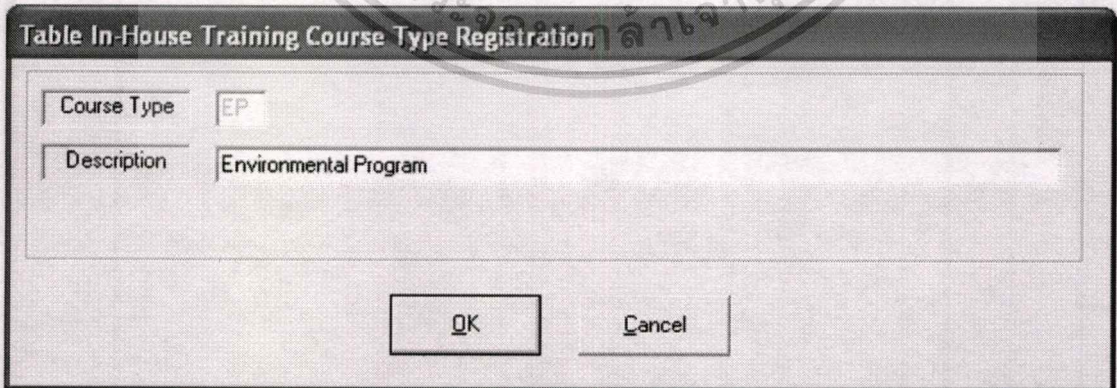 Table In-House Training Course Type Registration
Course Type EP
Description Environmental Program
OK Cancel